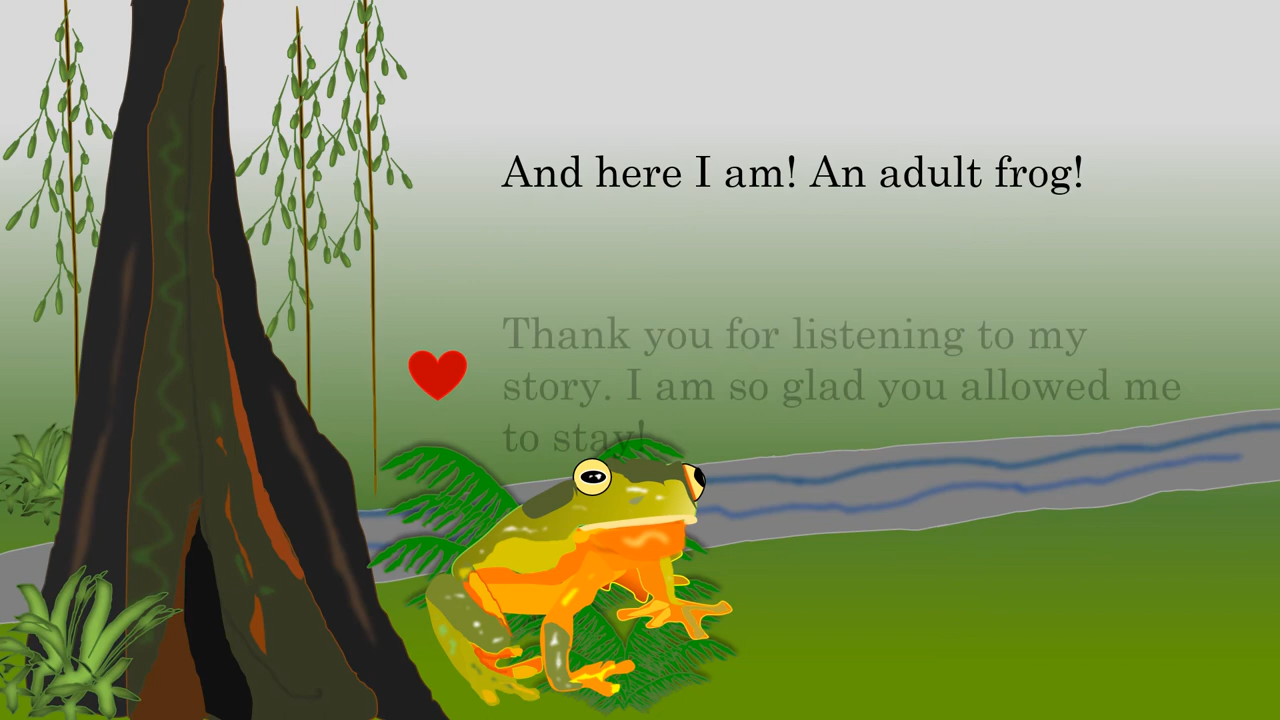 And here I am! An adult frog!
Thank you for listening to my
story. I am so glad you allowed me
to stay!